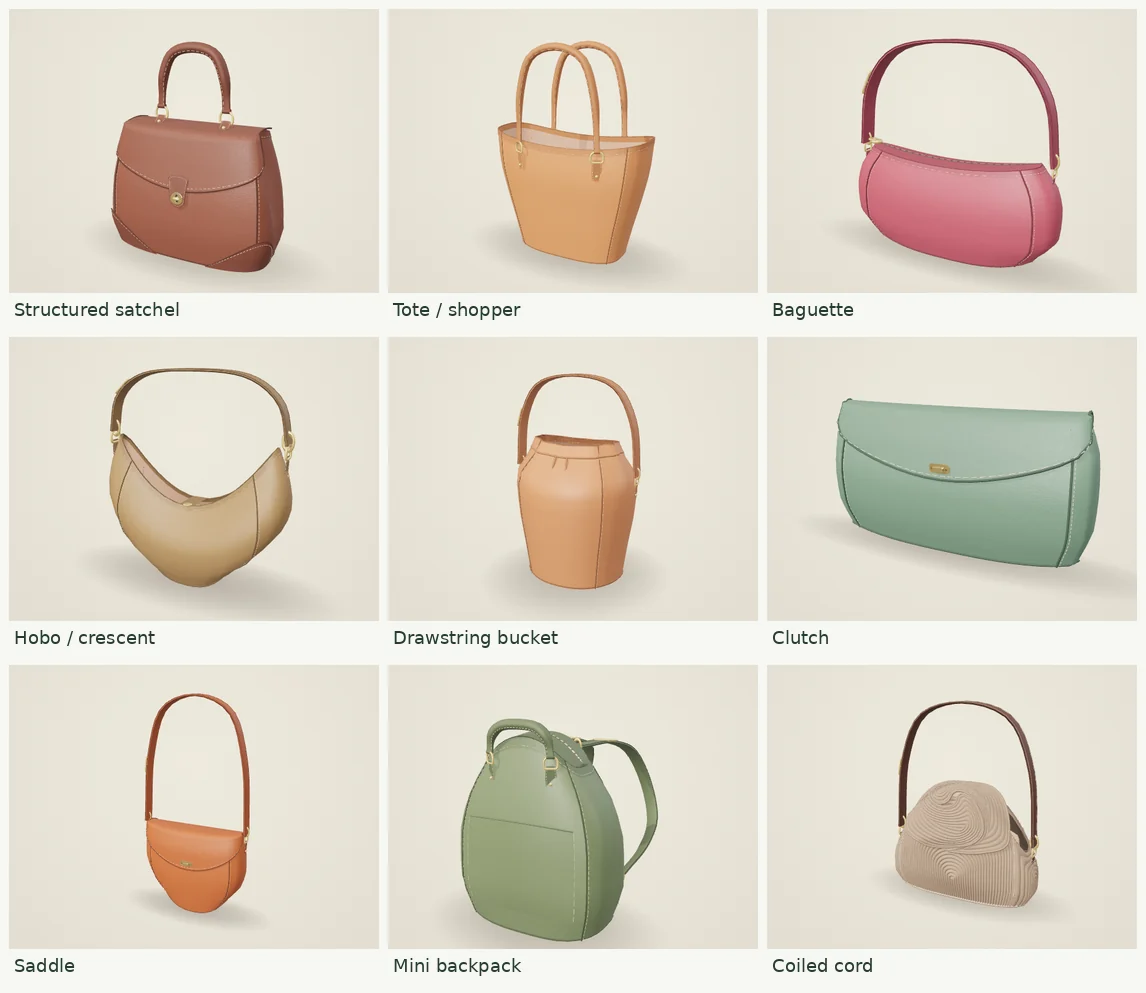 Structured satchel
Tote / shopper
Baguette
Hobo / crescent
Drawstring bucket
Clutch
Saddle
Mini backpack
Coiled cord